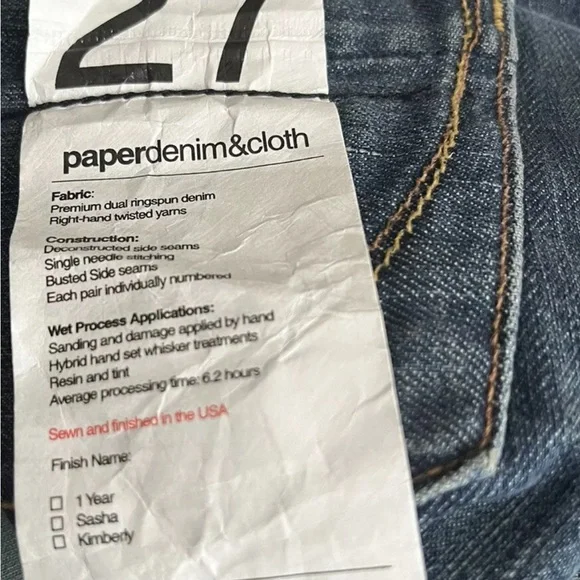 27
paperdenim&cloth
Fabric:
Premium dual ringspun denim
Right-hand twisted yarns
Construction:
Deconstructed side seams
Single needle stitching
Busted Side seams
Each pair individually numbered
Wet Process Applications:
Sanding and damage applied by hand
Hybrid hand set whisker treatments
Resin and tint
Average processing time: 6.2 hours
Sewn and finished in the USA
Finish Name:
1 Year
Sasha
Kimberly